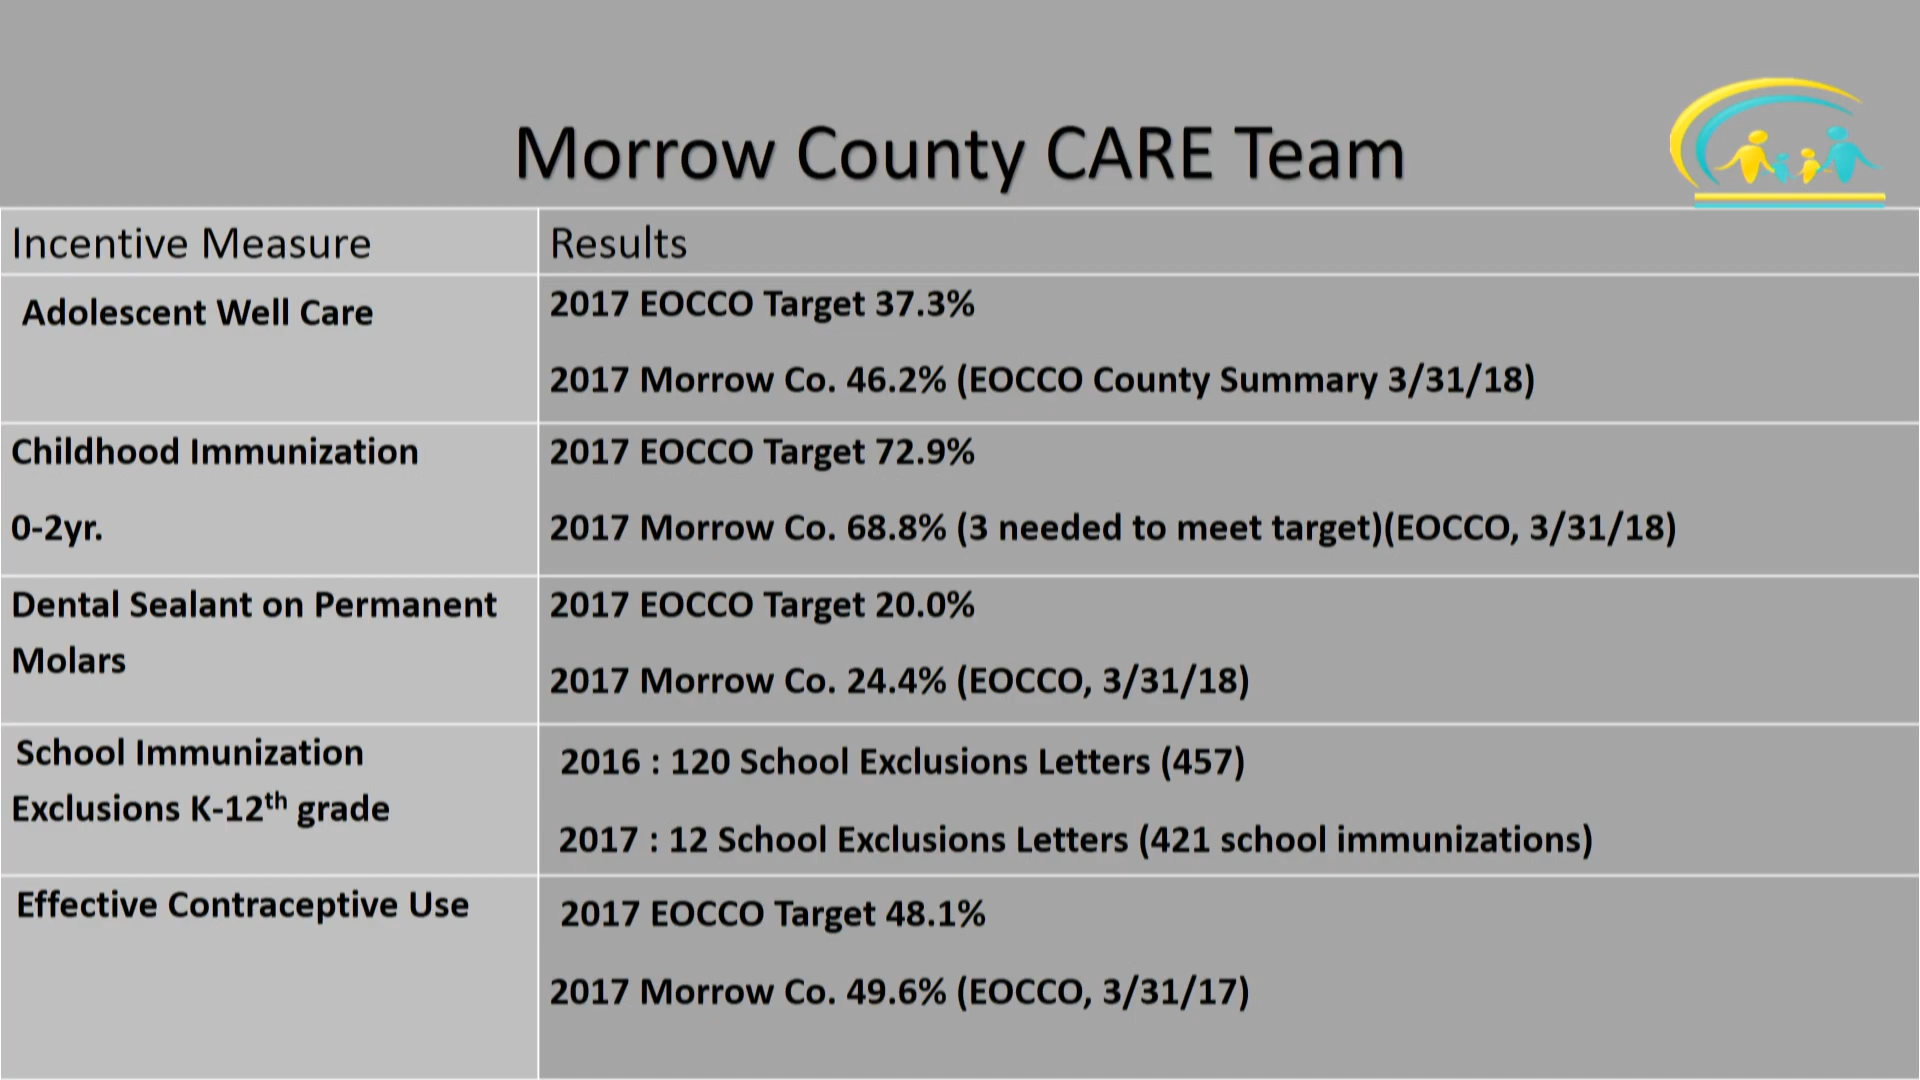 Morrow County CARE Team
Incentive Measure
Results
Adolescent Well Care
2017 EOCCO Target 37.3%
2017 Morrow Co. 46.2% (EOCCO County Summary 3/31/18)
Childhood Immunization
0-2yr.
2017 EOCCO Target 72.9%
2017 Morrow Co. 68.8% (3 needed to meet target)(EOCCO, 3/31/18)
Dental Sealant on Permanent
Molars
2017 EOCCO Target 20.0%
2017 Morrow Co. 24.4% (EOCCO, 3/31/18)
School Immunization
Exclusions K-12th grade
2016 : 120 School Exclusions Letters (457)
2017 : 12 School Exclusions Letters (421 school immunizations)
Effective Contraceptive Use
2017 EOCCO Target 48.1%
2017 Morrow Co. 49.6% (EOCCO, 3/31/17)